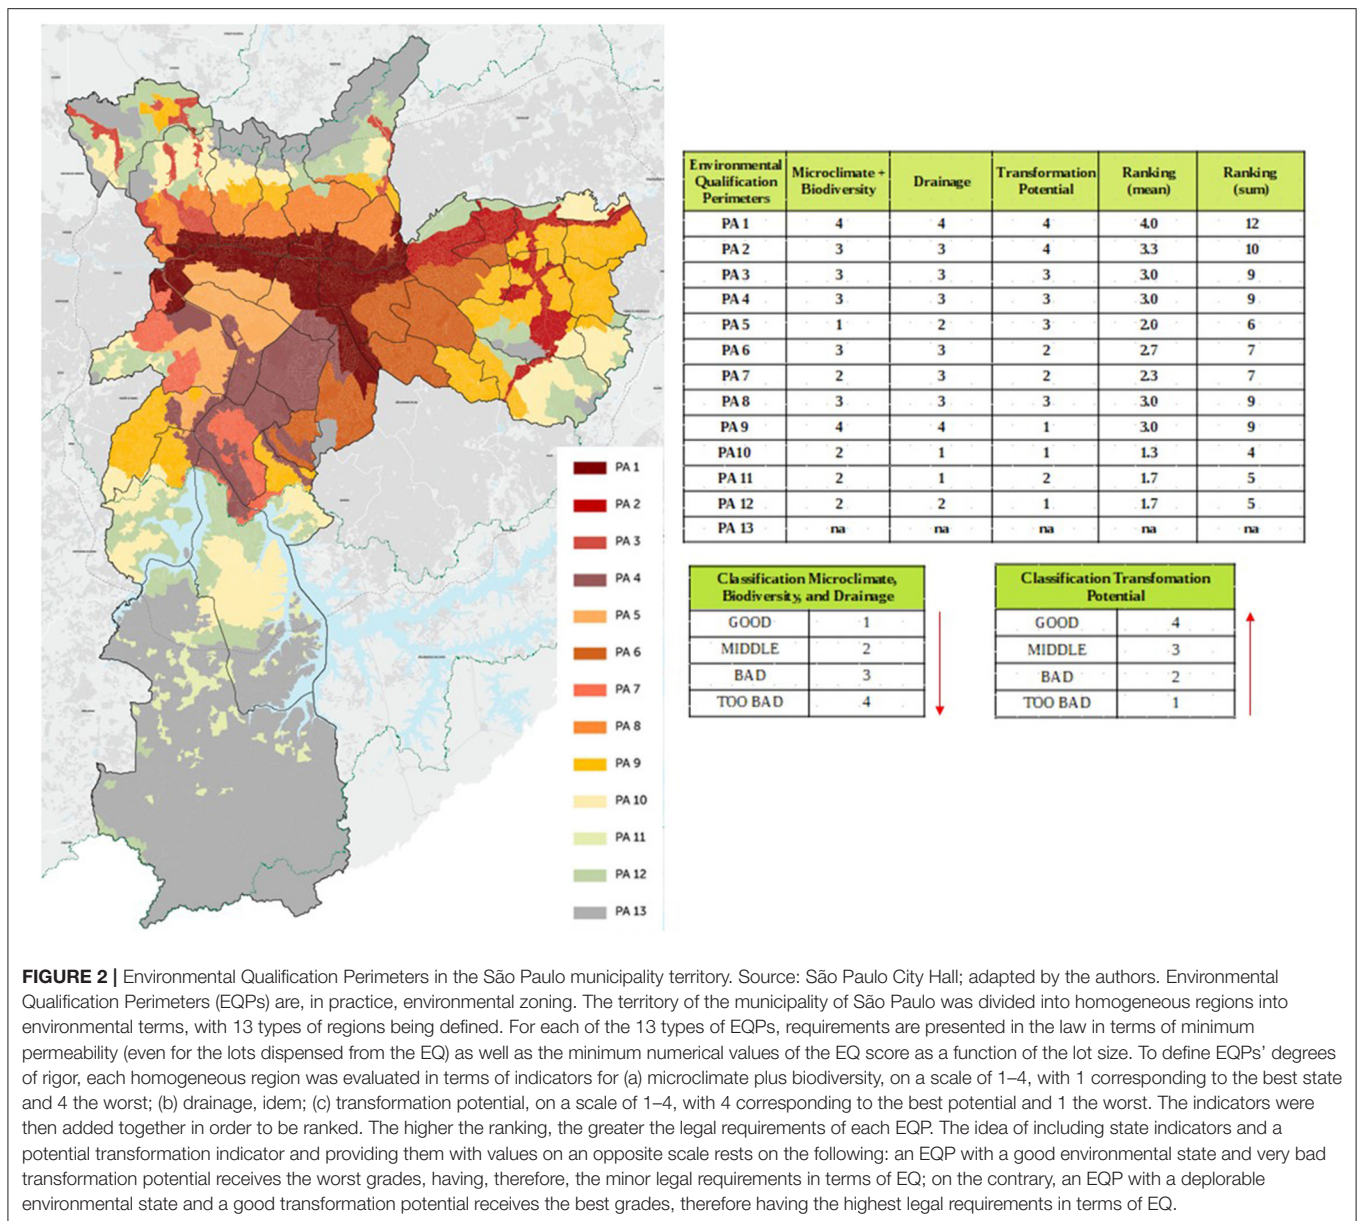 Environmental Qualification Perimeters | Microclimate + Biodiversity | Drainage | Transformation Potential | Ranking (mean) | Ranking (sum)
PA 1 4 4 4 4.0 12
PA 2 3 3 4 3.3 10
PA 3 3 3 3 3.0 9
PA 4 3 3 3 3.0 9
PA 5 1 2 3 2.0 6
PA 6 3 3 2 2.7 7
PA 7 2 3 2 2.3 7
PA 8 3 3 3 3.0 9
PA 9 4 4 1 3.0 9
PA10 2 1 1 1.3 4
PA 11 2 1 2 1.7 5
PA 12 2 2 1 1.7 5
PA 13 na na na na na
Classification Microclimate,
Biodiversity, and Drainage
GOOD 1
MIDDLE 2
BAD 3
TOO BAD 4
Classification Transfomation
Potential
GOOD 4
MIDDLE 3
BAD 2
TOO BAD 1
PA 1
PA 2
PA 3
PA 4
PA 5
PA 6
PA 7
PA 8
PA 9
PA 10
PA 11
PA 12
PA 13
FIGURE 2 | Environmental Qualification Perimeters in the São Paulo municipality territory. Source: São Paulo City Hall; adapted by the authors. Environmental
Qualification Perimeters (EQPs) are, in practice, environmental zoning. The territory of the municipality of São Paulo was divided into homogeneous regions into
environmental terms, with 13 types of regions being defined. For each of the 13 types of EQPs, requirements are presented in the law in terms of minimum
permeability (even for the lots dispensed from the EQ) as well as the minimum numerical values of the EQ score as a function of the lot size. To define EQPs' degrees
of rigor, each homogeneous region was evaluated in terms of indicators for (a) microclimate plus biodiversity, on a scale of 1–4, with 1 corresponding to the best state
and 4 the worst; (b) drainage, idem; (c) transformation potential, on a scale of 1–4, with 4 corresponding to the best potential and 1 the worst. The indicators were
then added together in order to be ranked. The higher the ranking, the greater the legal requirements of each EQP. The idea of including state indicators and a
potential transformation indicator and providing them with values on an opposite scale rests on the following: an EQP with a good environmental state and very bad
transformation potential receives the worst grades, having, therefore, the minor legal requirements in terms of EQ; on the contrary, an EQP with a deplorable
environmental state and a good transformation potential receives the best grades, therefore having the highest legal requirements in terms of EQ.